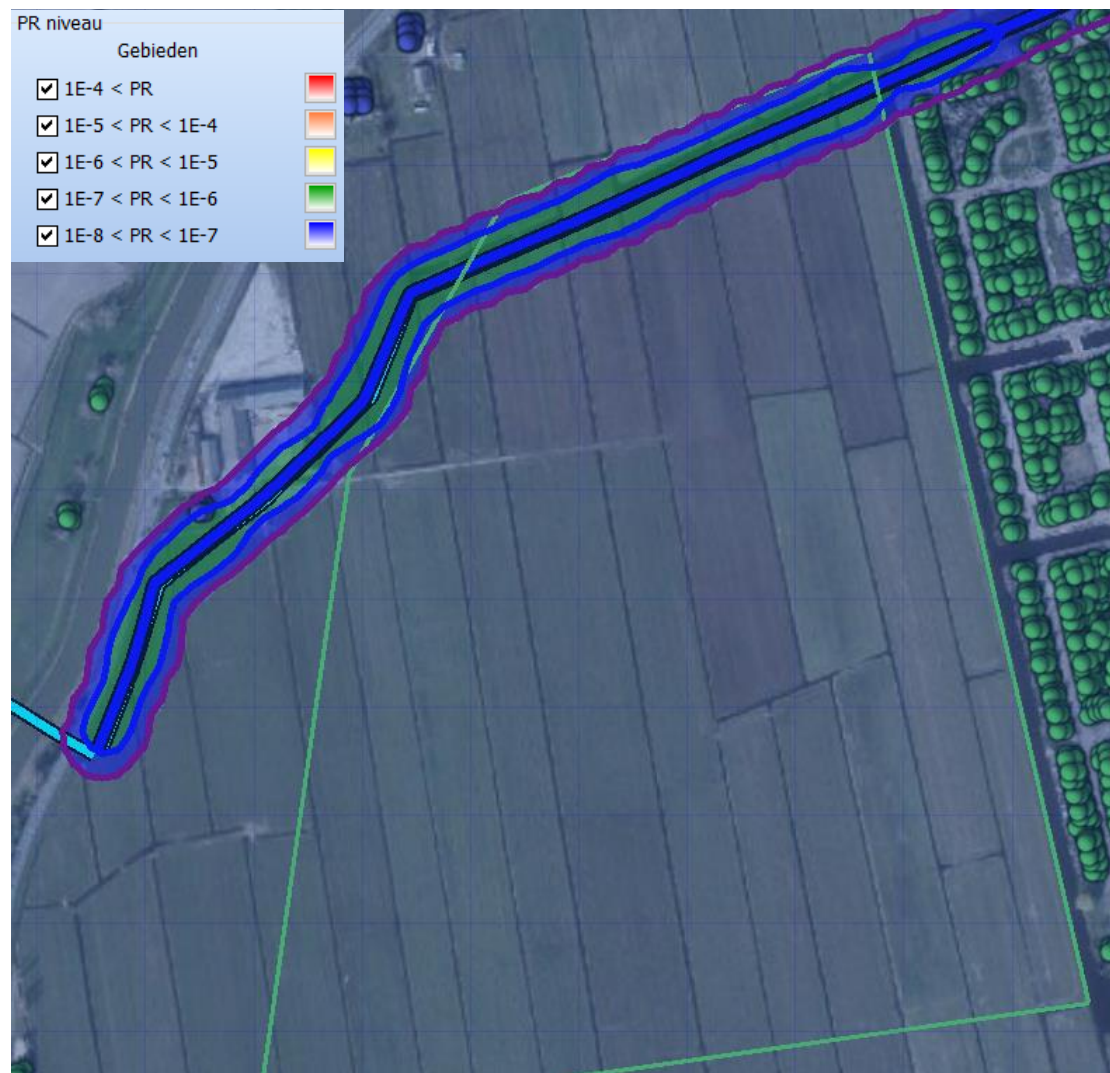 PR niveau
Gebieden
1E-4 < PR
1E-5 < PR < 1E-4
1E-6 < PR < 1E-5
1E-7 < PR < 1E-6
1E-8 < PR < 1E-7